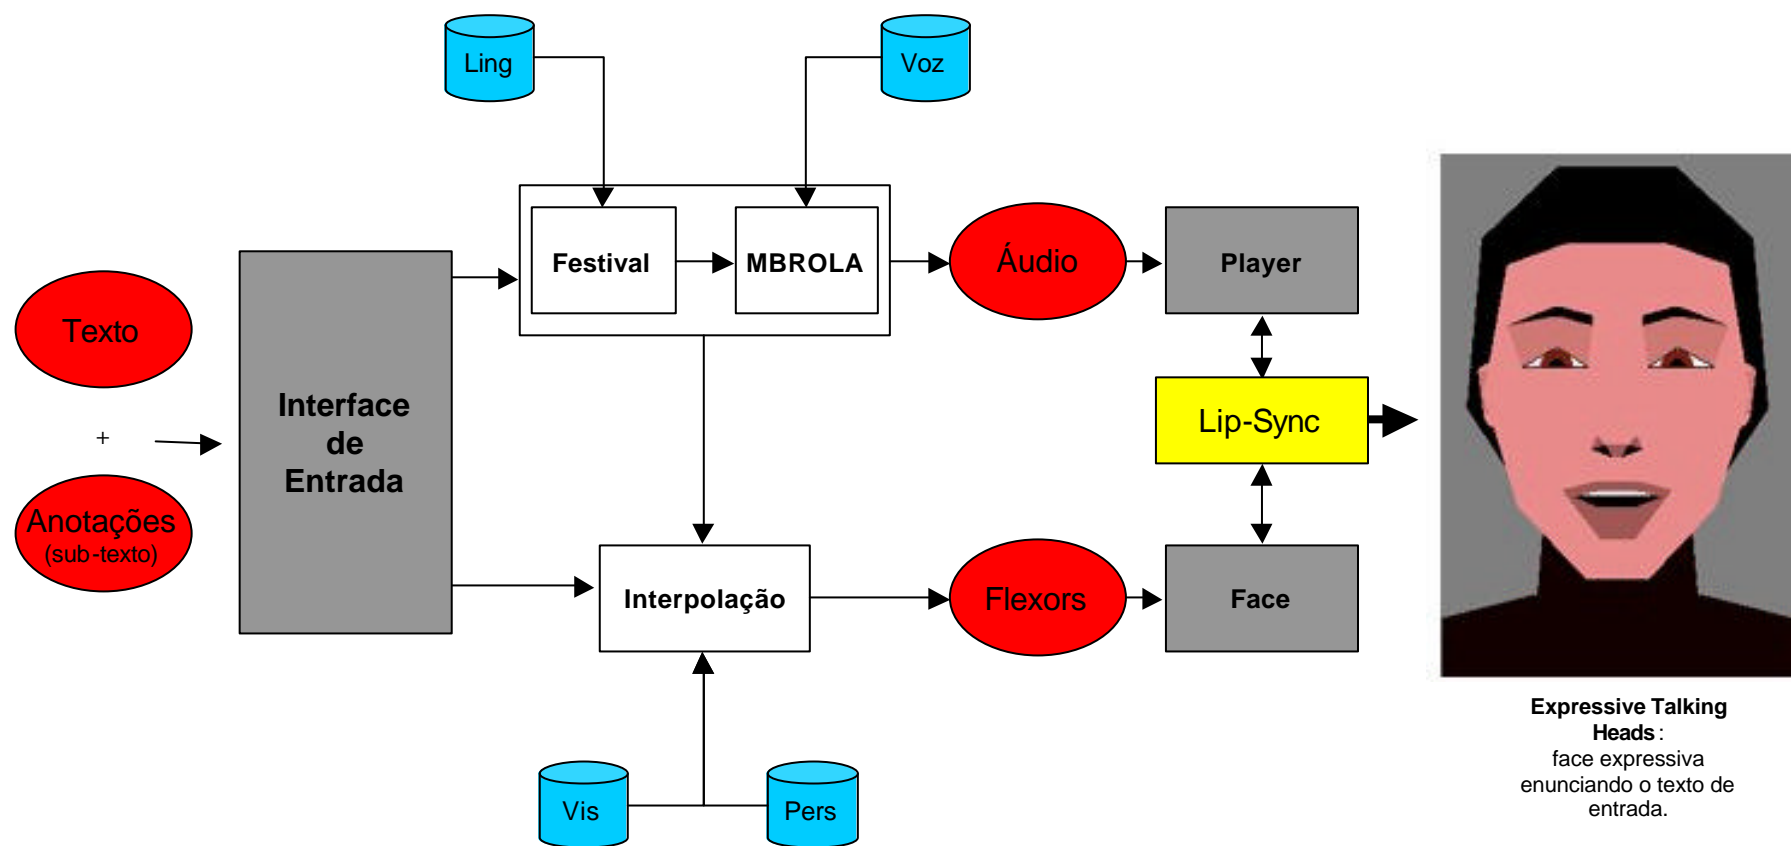 Ling
Voz
Festival
MBROLA
Áudio
Player
Texto
+
Anotações
(sub-texto)
Interface
de
Entrada
Lip-Sync
Interpolação
Flexors
Face
Vis
Pers
Expressive Talking
Heads:
face expressiva
enunciando o texto de
entrada.